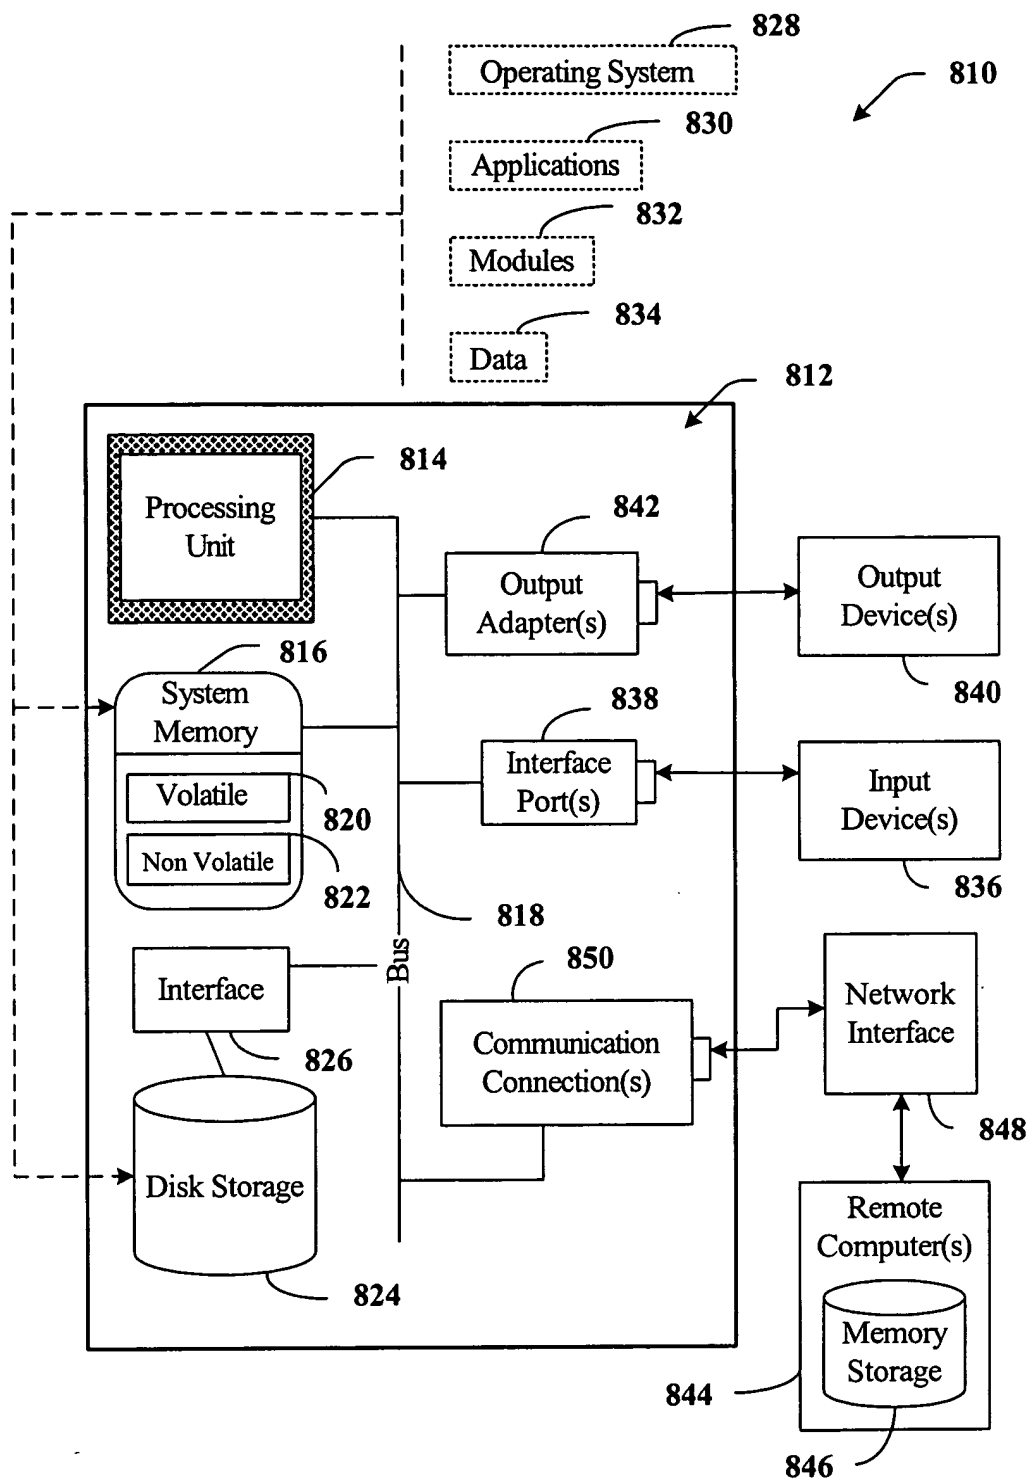 828
Operating System
810
830
Applications
832
Modules
834
Data
812
814
Processing
Unit
842
Output
Adapter(s)
Output
Device(s)
840
816
System
Memory
Volatile
820
Non Volatile
822
838
Interface
Port(s)
Input
Device(s)
836
818
Bus
Interface
826
850
Communication
Connection(s)
Network
Interface
848
Disk Storage
824
Remote
Computer(s)
Memory
Storage
844
846